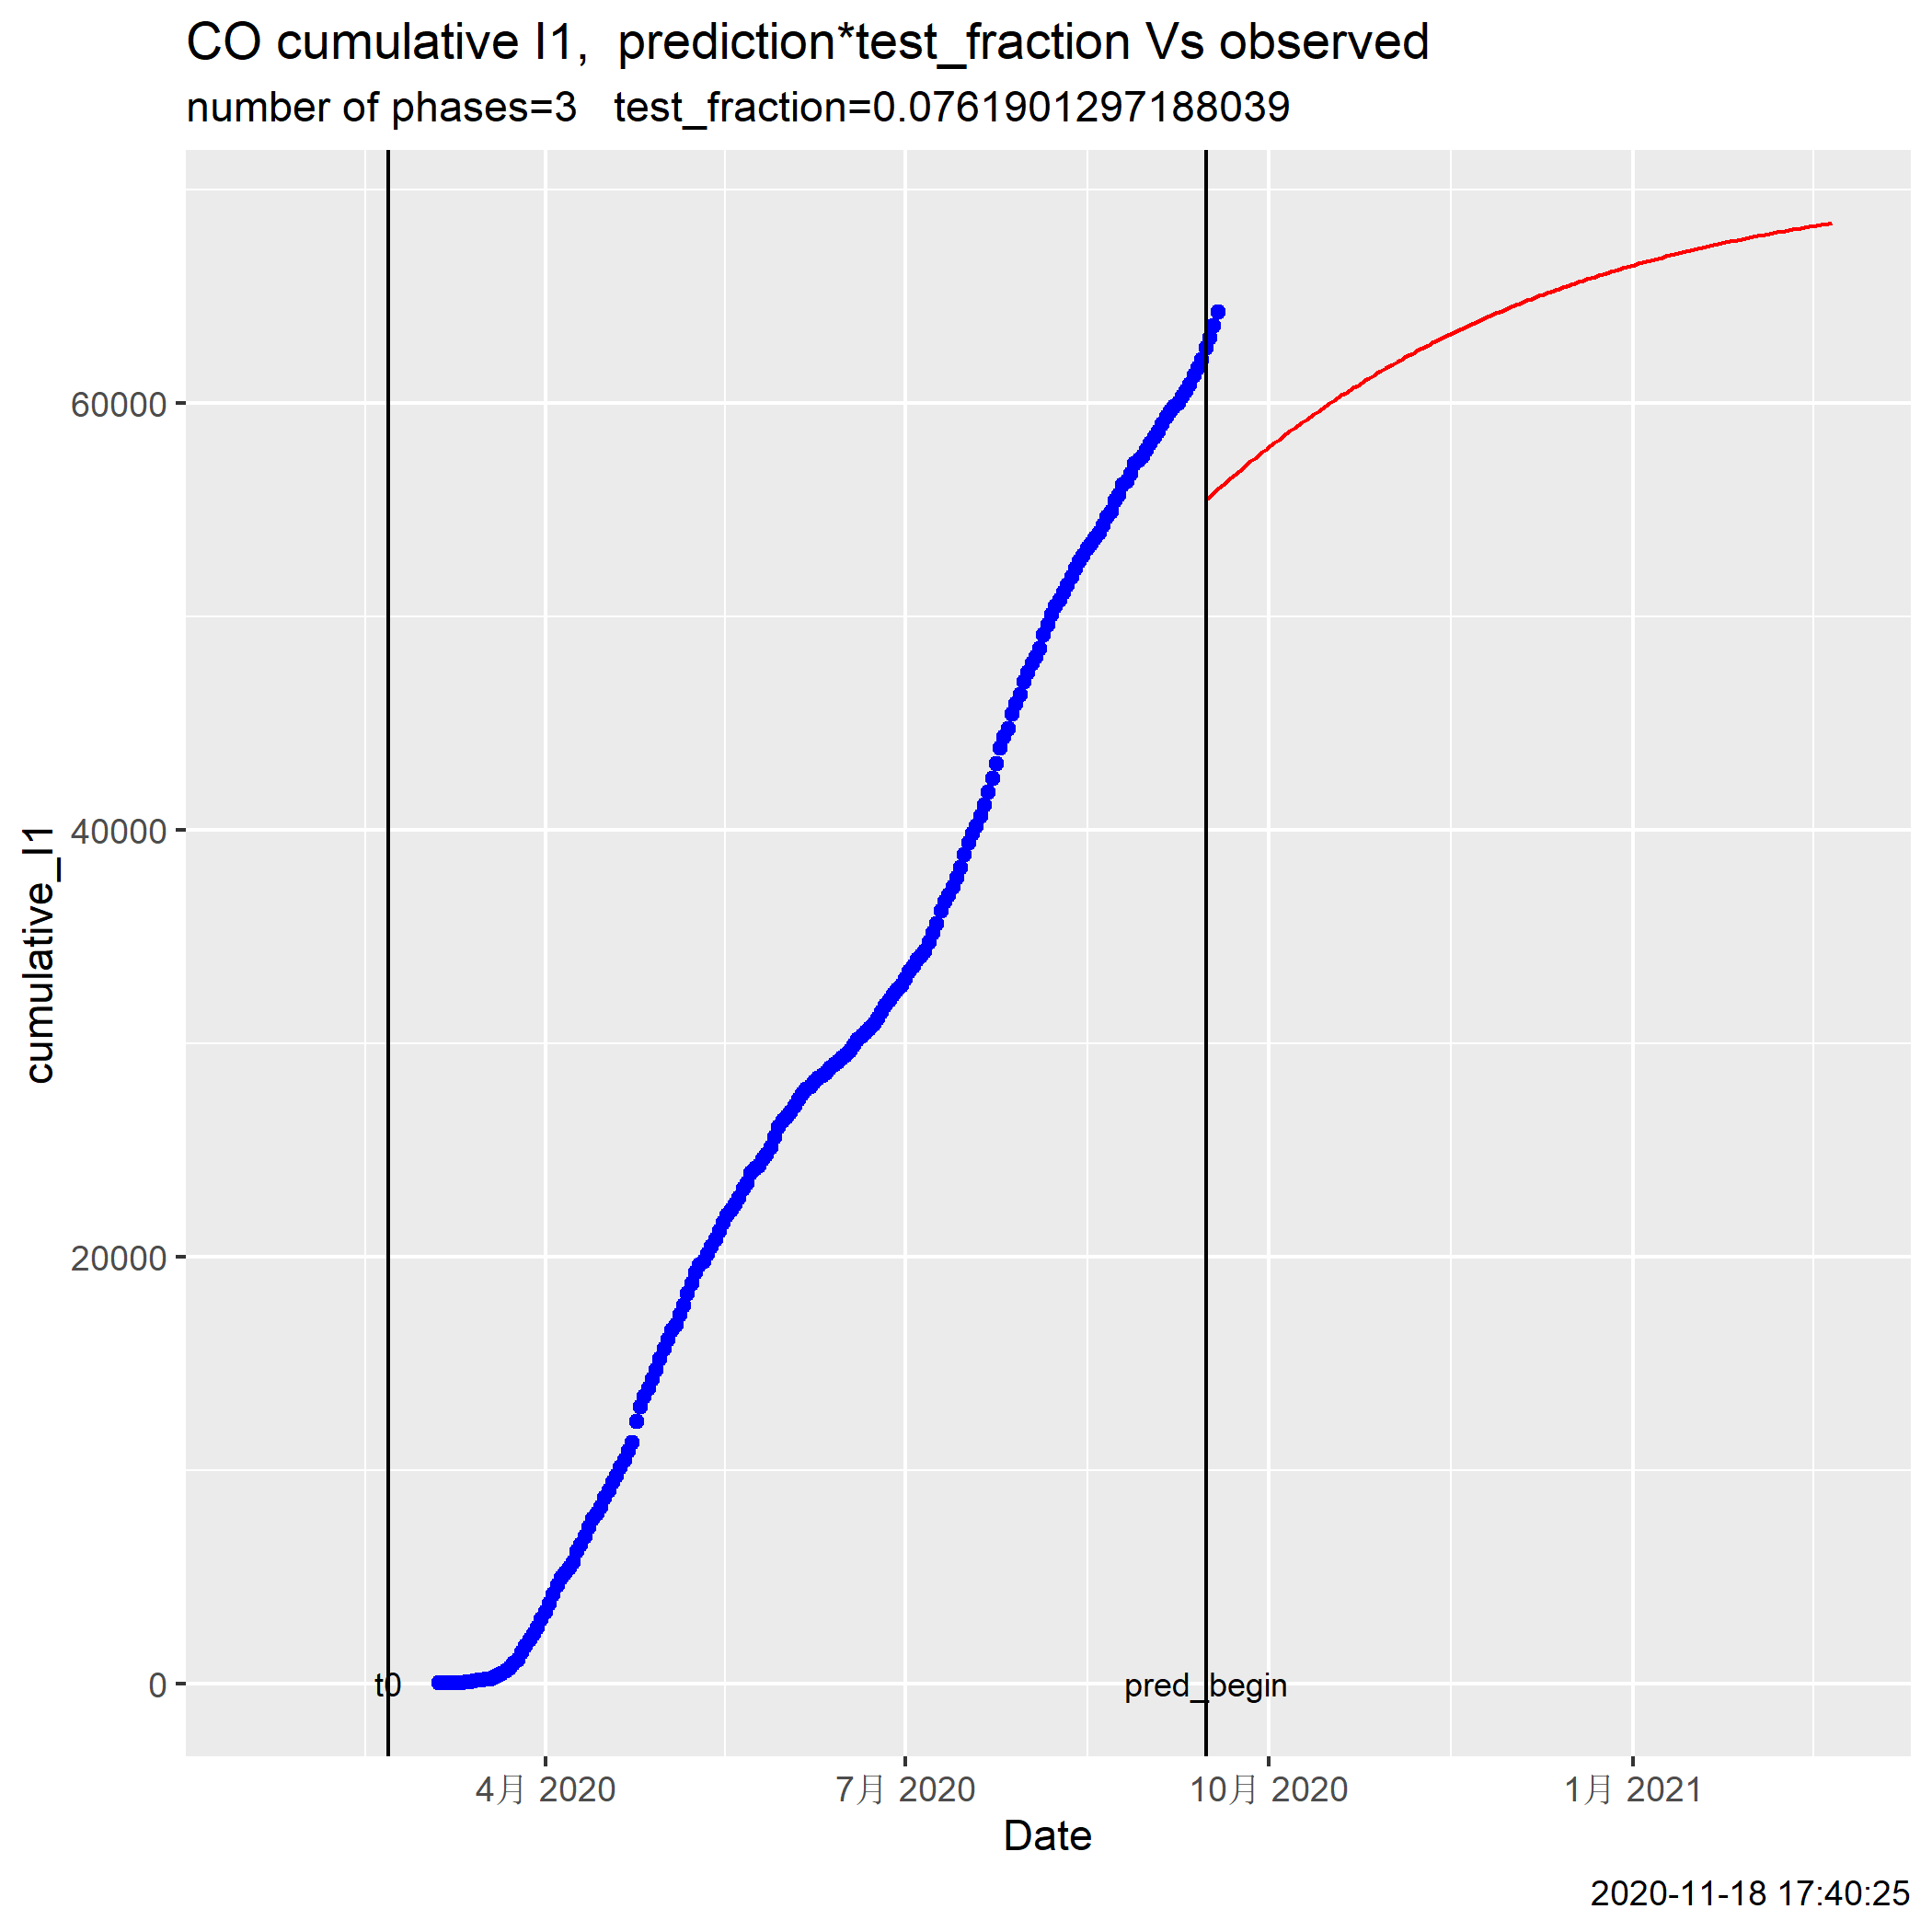 CO cumulative I1,  prediction*test_fraction Vs observed
number of phases=3   test_fraction=0.0761901297188039
cumulative_I1
60000
40000
20000
0
t0
pred_begin
4月 2020
7月 2020
10月 2020
1月 2021
Date
2020-11-18 17:40:25